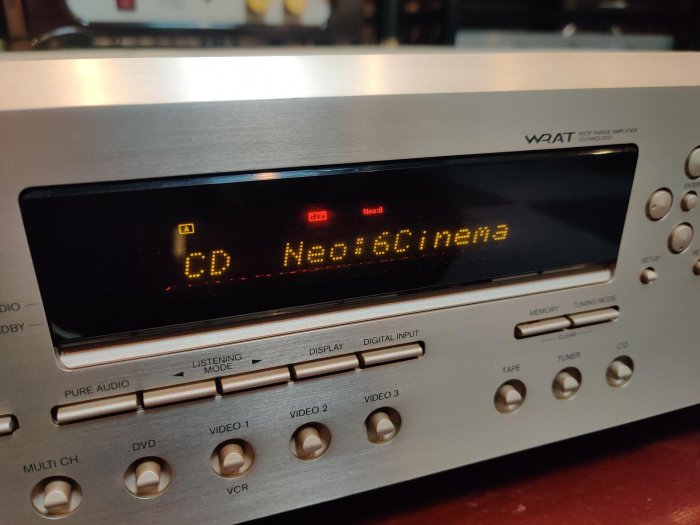 WRAT WIDE RANGE AMPLIFIER
TECHNOLOGY
A
dts Neo:6
CD Neo:6Cinema
SETUP
MEMORY TUNING MODE
CLEAR
PURE AUDIO
LISTENING
MODE
DISPLAY
DIGITAL INPUT
TAPE
TUNER
CD
MULTI CH
DVD
VIDEO 1
VIDEO 2
VIDEO 3
VCR